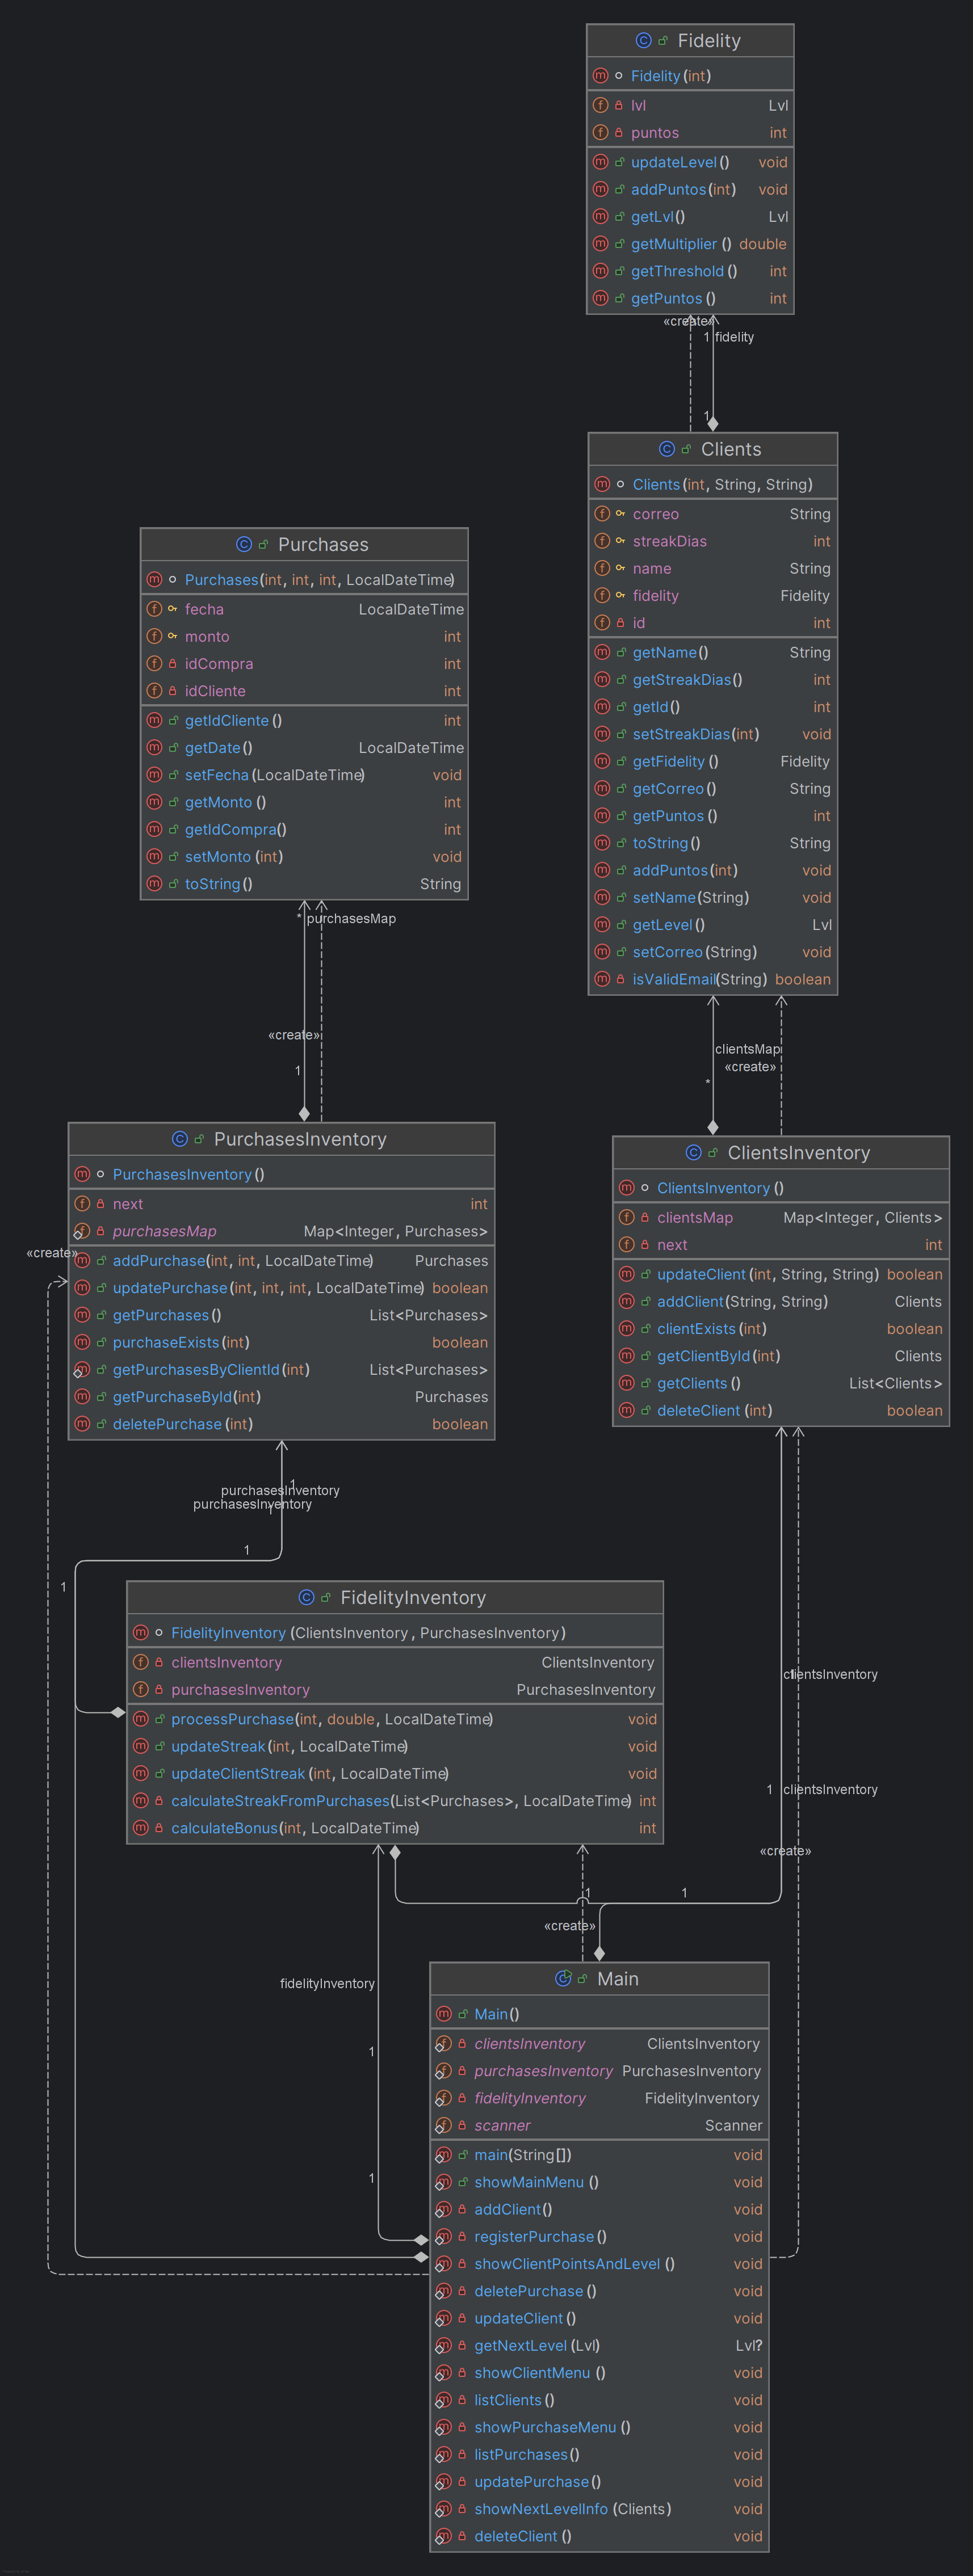 Fidelity
Fidelity(int)
lvl Lvl
puntos int
updateLevel() void
addPuntos(int) void
getLvl() Lvl
getMultiplier() double
getThreshold() int
getPuntos() int
«create»
1 fidelity
1
Clients
Clients(int, String, String)
correo String
streakDias int
name String
fidelity Fidelity
id int
getName() String
getStreakDias() int
getId() int
setStreakDias(int) void
getFidelity() Fidelity
getCorreo() String
getPuntos() int
toString() String
addPuntos(int) void
setName(String) void
getLevel() Lvl
setCorreo(String) void
isValidEmail(String) boolean
Purchases
Purchases(int, int, int, LocalDateTime)
fecha LocalDateTime
monto int
idCompra int
idCliente int
getIdCliente() int
getDate() LocalDateTime
setFecha(LocalDateTime) void
getMonto() int
getIdCompra() int
setMonto(int) void
toString() String
* purchasesMap
«create»
1
clientsMap
«create»
*
PurchasesInventory
PurchasesInventory()
next int
purchasesMap Map<Integer, Purchases>
addPurchase(int, int, LocalDateTime) Purchases
updatePurchase(int, int, int, LocalDateTime) boolean
getPurchases() List<Purchases>
purchaseExists(int) boolean
getPurchasesByClientId(int) List<Purchases>
getPurchaseById(int) Purchases
deletePurchase(int) boolean
«create»
ClientsInventory
ClientsInventory()
clientsMap Map<Integer, Clients>
next int
updateClient(int, String, String) boolean
addClient(String, String) Clients
clientExists(int) boolean
getClientById(int) Clients
getClients() List<Clients>
deleteClient(int) boolean
1
purchasesInventory
purchasesInventory
1
1
1
FidelityInventory
FidelityInventory(ClientsInventory, PurchasesInventory)
clientsInventory ClientsInventory
purchasesInventory PurchasesInventory
processPurchase(int, double, LocalDateTime) void
updateStreak(int, LocalDateTime) void
updateClientStreak(int, LocalDateTime) void
calculateStreakFromPurchases(List<Purchases>, LocalDateTime) int
calculateBonus(int, LocalDateTime) int
clientsInventory
1 clientsInventory
«create»
1
1
«create»
fidelityInventory
1
1
Main
Main()
clientsInventory ClientsInventory
purchasesInventory PurchasesInventory
fidelityInventory FidelityInventory
scanner Scanner
main(String[]) void
showMainMenu() void
addClient() void
registerPurchase() void
showClientPointsAndLevel() void
deletePurchase() void
updateClient() void
getNextLevel(Lvl) Lvl?
showClientMenu() void
listClients() void
showPurchaseMenu() void
listPurchases() void
updatePurchase() void
showNextLevelInfo(Clients) void
deleteClient() void